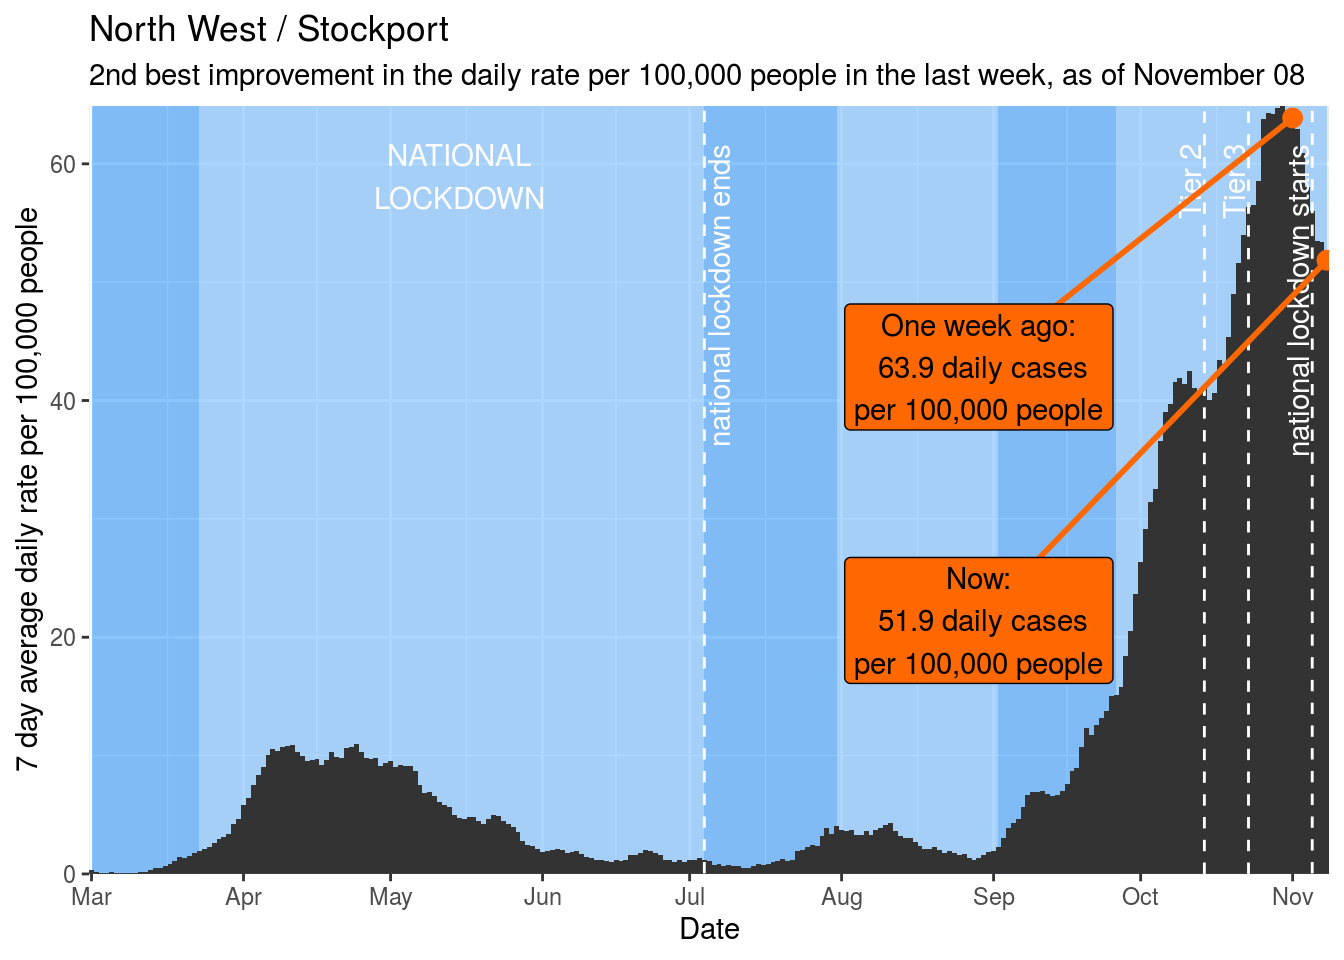 North West / Stockport
2nd best improvement in the daily rate per 100,000 people in the last week, as of November 08
7 day average daily rate per 100,000 people
60
40
20
0
NATIONAL
LOCKDOWN
national lockdown ends
Tier 2
Tier 3
national lockdown starts
One week ago:
63.9 daily cases
per 100,000 people
Now:
51.9 daily cases
per 100,000 people
Mar Apr May Jun Jul Aug Sep Oct Nov
Date